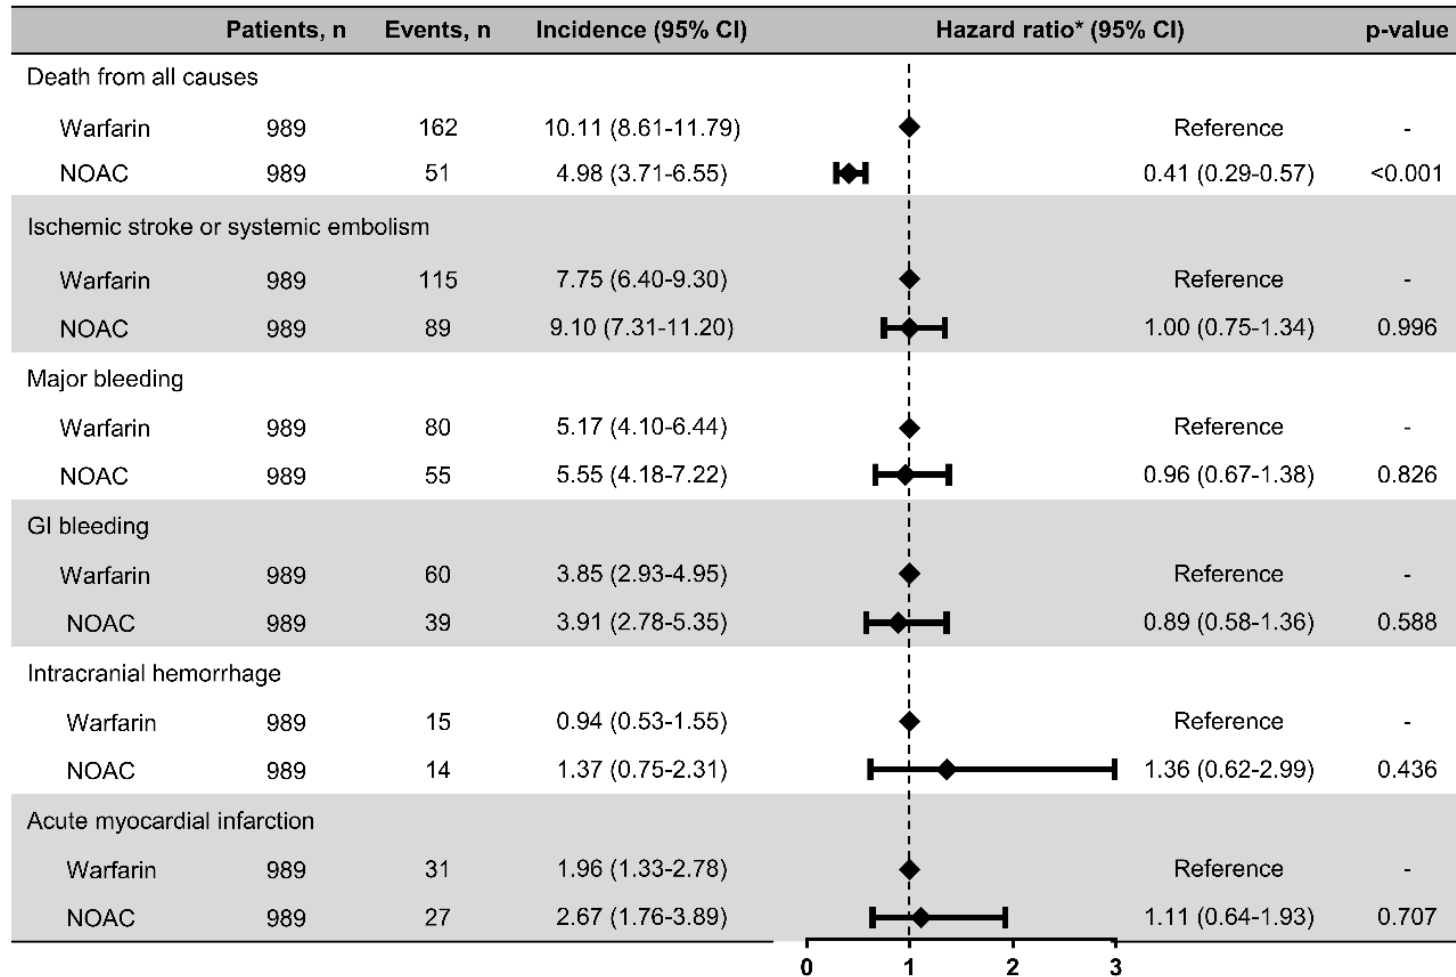 Patients, n Events, n Incidence (95% CI) Hazard ratio* (95% CI) p-value
Death from all causes
Warfarin 989 162 10.11 (8.61-11.79) Reference -
NOAC 989 51 4.98 (3.71-6.55) 0.41 (0.29-0.57) <0.001
Ischemic stroke or systemic embolism
Warfarin 989 115 7.75 (6.40-9.30) Reference -
NOAC 989 89 9.10 (7.31-11.20) 1.00 (0.75-1.34) 0.996
Major bleeding
Warfarin 989 80 5.17 (4.10-6.44) Reference -
NOAC 989 55 5.55 (4.18-7.22) 0.96 (0.67-1.38) 0.826
GI bleeding
Warfarin 989 60 3.85 (2.93-4.95) Reference -
NOAC 989 39 3.91 (2.78-5.35) 0.89 (0.58-1.36) 0.588
Intracranial hemorrhage
Warfarin 989 15 0.94 (0.53-1.55) Reference -
NOAC 989 14 1.37 (0.75-2.31) 1.36 (0.62-2.99) 0.436
Acute myocardial infarction
Warfarin 989 31 1.96 (1.33-2.78) Reference -
NOAC 989 27 2.67 (1.76-3.89) 1.11 (0.64-1.93) 0.707
0 1 2 3